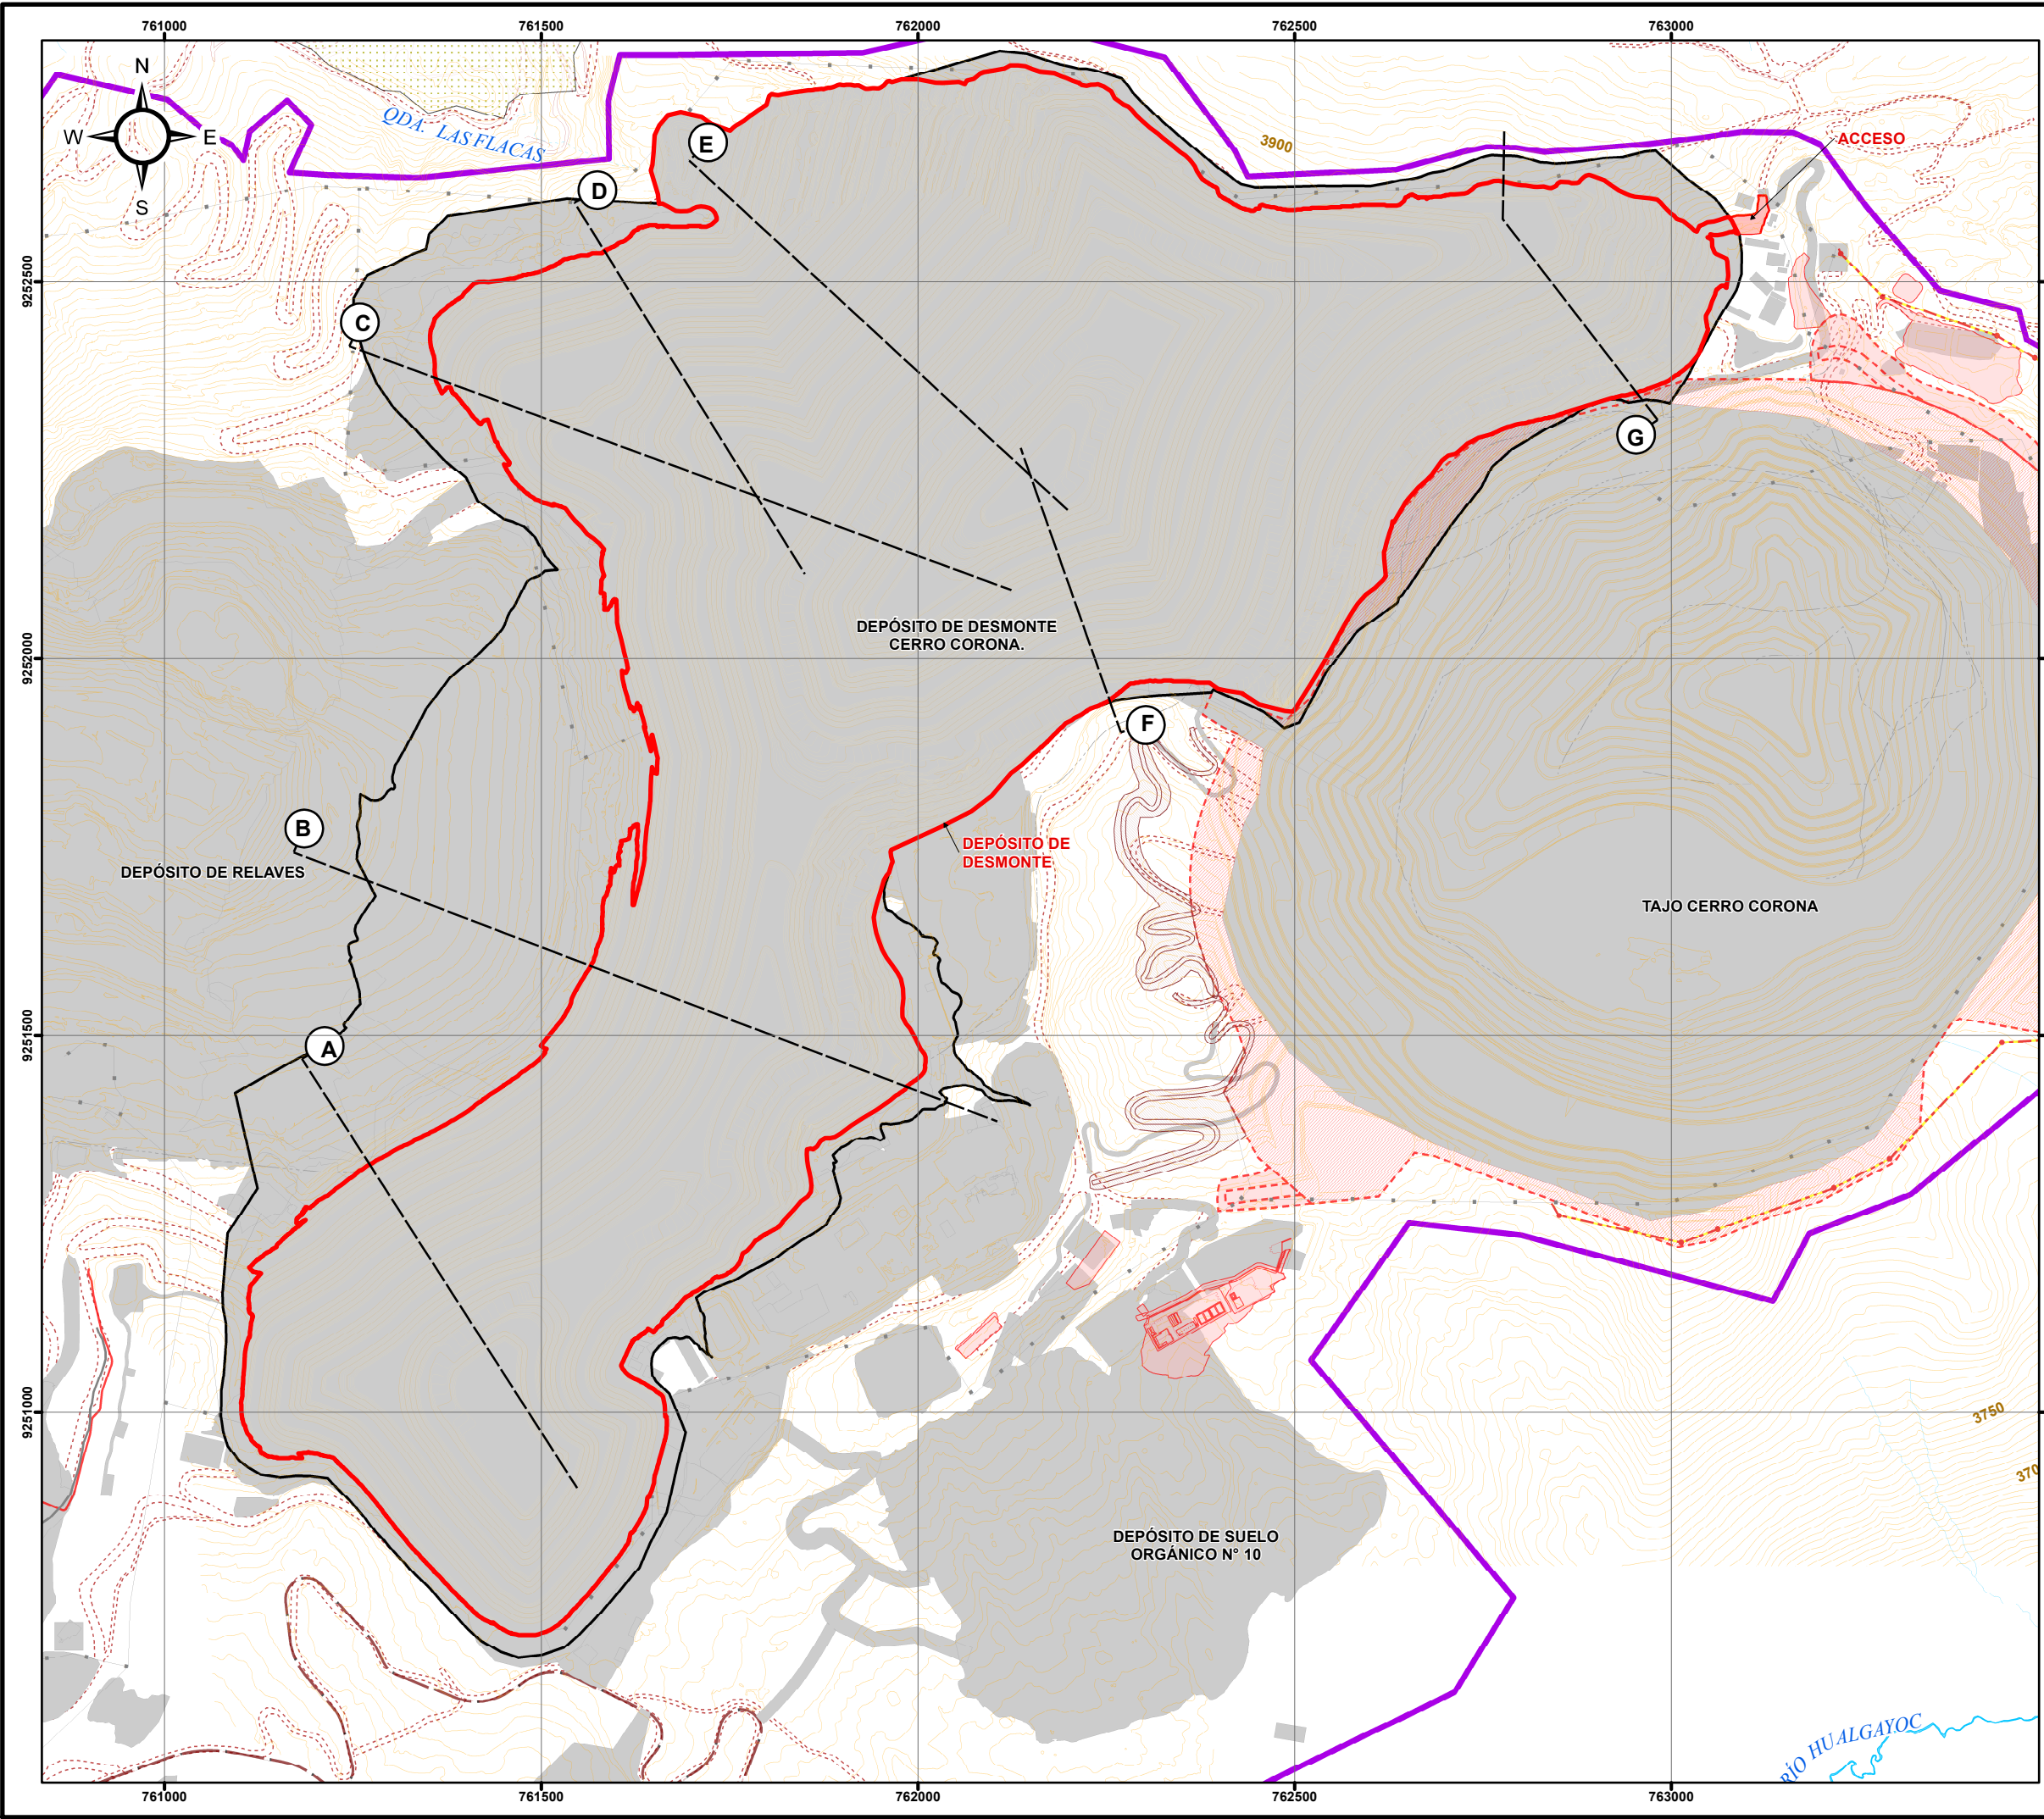 761000 761500 762000 762500 763000
N
W E
S
QDA. LAS FLACAS
3900
ACCESO
E
D
9252500
C
G
DEPÓSITO DE DESMONTE
CERRO CORONA.
9252000
F
B
DEPÓSITO DE RELAVES
DEPÓSITO DE
DESMONTE
TAJO CERRO CORONA
A
9251500
9251000
3750
370
DEPÓSITO DE SUELO
ORGÁNICO N° 10
RÍO HUALGAYOC
761000 761500 762000 762500 763000